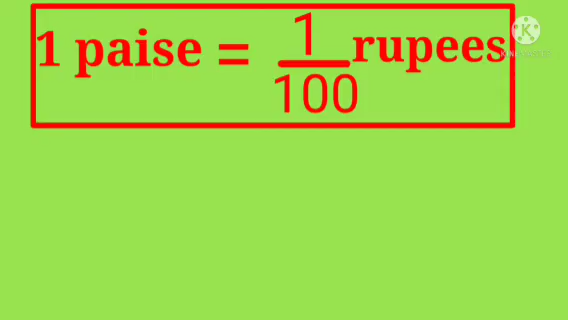 1 paise = 1/100 rupees